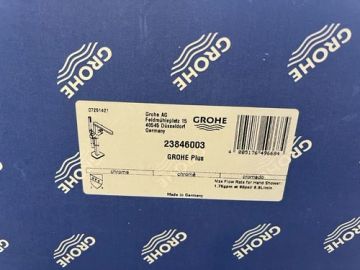 GROHE
GROHE
GROHE
GROHE
GROHE
07251421
Grohe AG
Feldmühleplatz 15
40545 Düsseldorf
Germany
GROHE
23846003
GROHE Plus
chrome
chrome
cromado
Max Flow Rate for Hand Shower:
Made in Germany
GROHE
GROHE
GROHE